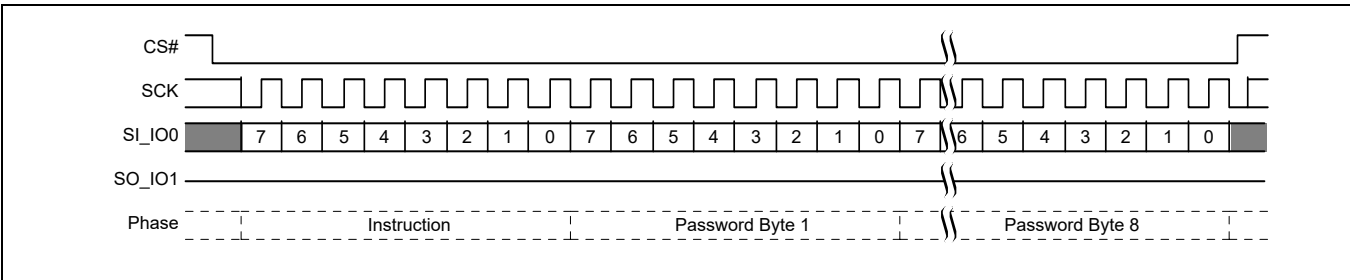 CS#
SCK
SI_IO0 7 6 5 4 3 2 1 0 7 6 5 4 3 2 1 0 7 6 5 4 3 2 1 0
SO_IO1
Phase Instruction Password Byte 1 Password Byte 8